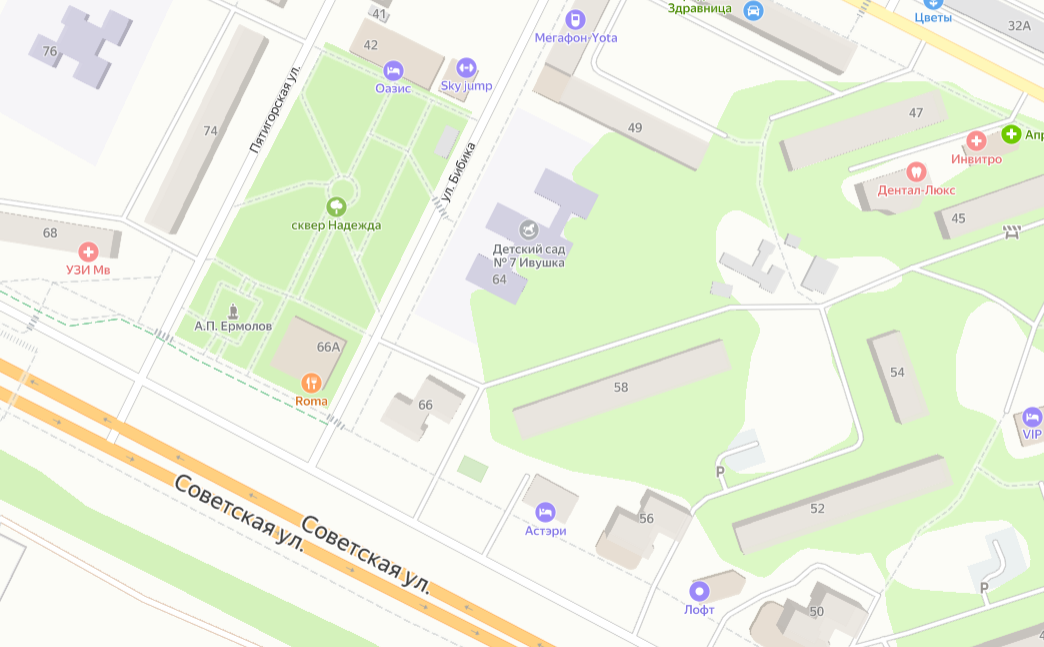 41
Здравница
Цветы
32А
76
42
Мегафон-Yota
Оазис
Sky Jump
74
Пятигорская ул.
49
47
Инвитро
Апр
ул. Бибика
Дентал-Люкс
сквер Надежда
45
68
УЗИ Мв
Детский сад
№ 7 Ивушка
64
А.П. Ермолов
66А
Roma
58
54
66
VIP
P
Советская ул.
Советская ул.
Астэри
56
52
Лофт
50
P